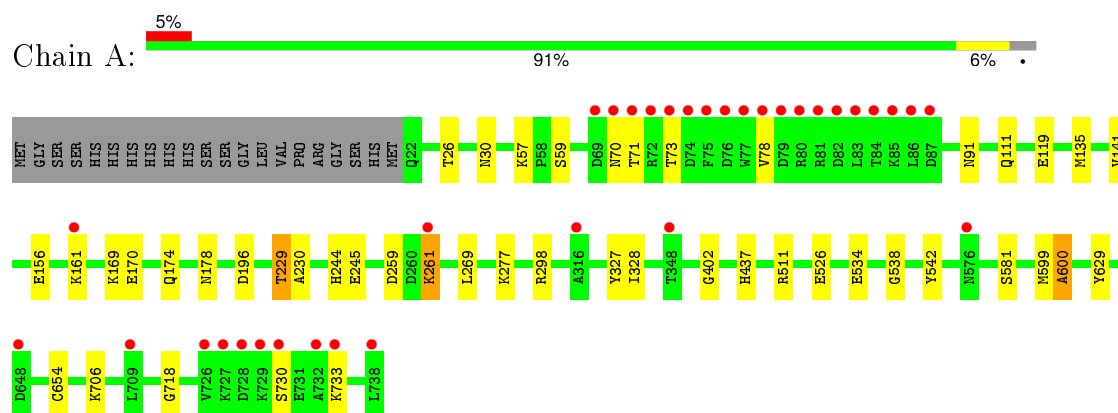 5%
Chain A:
91%
6%
MET GLY SER SER HIS HIS HIS HIS HIS HIS SER SER GLY LEU VAL PRO ARG GLY SER HIS MET Q22 T26 N30 K57 P58 S59 D69 N70 T71 R72 T73 D74 F75 D76 W77 V78 D79 R80 R81 D82 L83 T84 K85 L86 D87 N91 Q111 E119 M135
E156 K161 K169 E170 Q174 N178 D196 T229 A230 H244 E245 D259 D260 K261 L269 K277 R298 A316 Y327 I328 T348 G402 H437 R511 E526 E534 G538 Y542 N576 S581 M599 A600 Y629
D648 C654 K706 L709 G718 V726 K727 D728 K729 S730 E731 A732 K733 L738